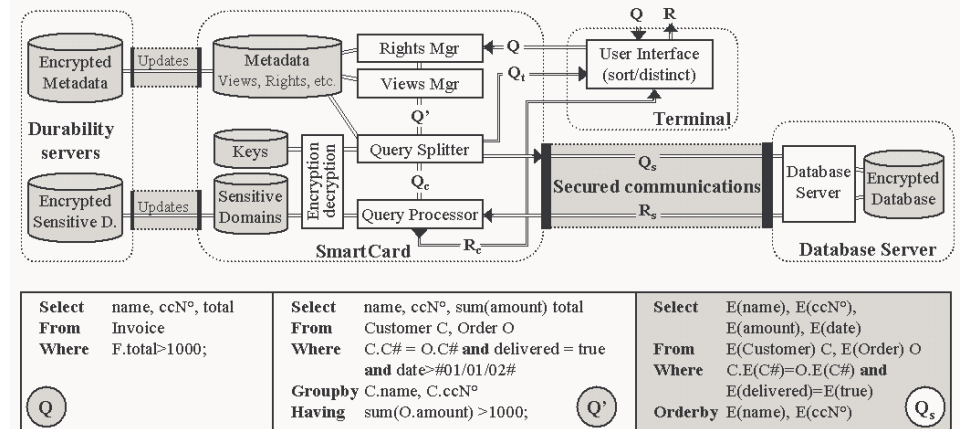 Q R
Encrypted
Metadata
Updates
Metadata
Views, Rights, etc.
Rights Mgr
Views Mgr
Q
Q'
Qt
User Interface
(sort/distinct)
Terminal
Durability
servers
Keys
Encryption
decryption
Query Splitter
Qs
Secured communications
Rs
Database
Server
Encrypted
Database
Database Server
Encrypted
Sensitive D.
Updates
Sensitive
Domains
Qc
Query Processor
Rc
SmartCard
Select name, ccN°, total
From Invoice
Where F.total>1000;
Q
Select name, ccN°, sum(amount) total
From Customer C, Order O
Where C.C# = O.C# and delivered = true
and date>#01/01/02#
Groupby C.name, C.ccN°
Having sum(O.amount) >1000;
Q'
Select E(name), E(ccN°),
E(amount), E(date)
From E(Customer) C, E(Order) O
Where C.E(C#)=O.E(C#) and
E(delivered)=E(true)
Orderby E(name), E(ccN°)
Qs